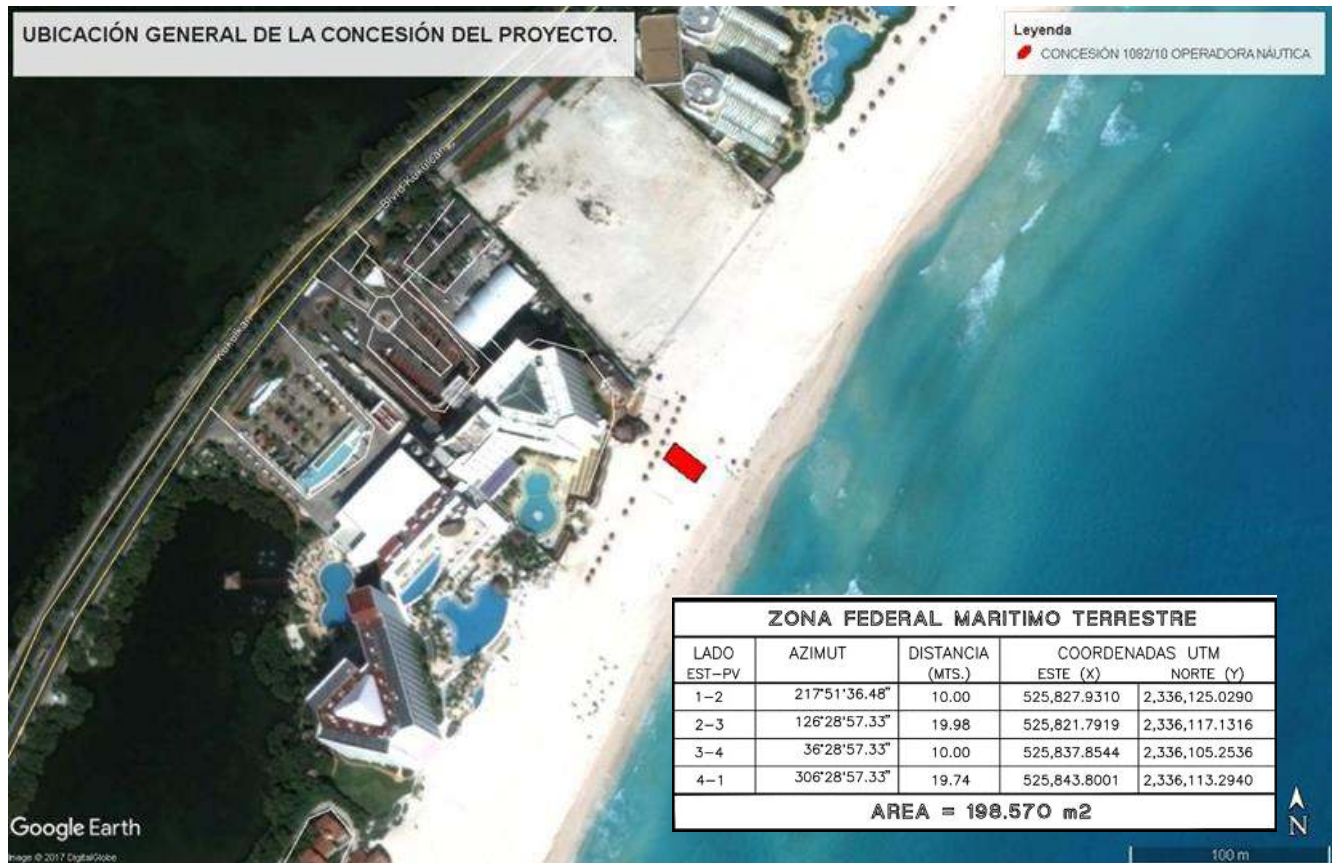 UBICACIÓN GENERAL DE LA CONCESIÓN DEL PROYECTO.
Leyenda
CONCESIÓN 1082/10 OPERADORA NÁUTICA
Blvrd Kukulcan
Kukulkan
ZONA FEDERAL MARITIMO TERRESTRE
LADO AZIMUT DISTANCIA COORDENADAS UTM
EST-PV (MTS.) ESTE (X) NORTE (Y)
1-2 217°51'36.48" 10.00 525,827.9310 2,336,125.0290
2-3 126°28'57.33" 19.98 525,821.7919 2,336,117.1316
3-4 36°28'57.33" 10.00 525,837.8544 2,336,105.2536
4-1 306°28'57.33" 19.74 525,843.8001 2,336,113.2940
AREA = 198.570 m2
N
Google Earth
Image © 2017 DigitalGlobe
100 m